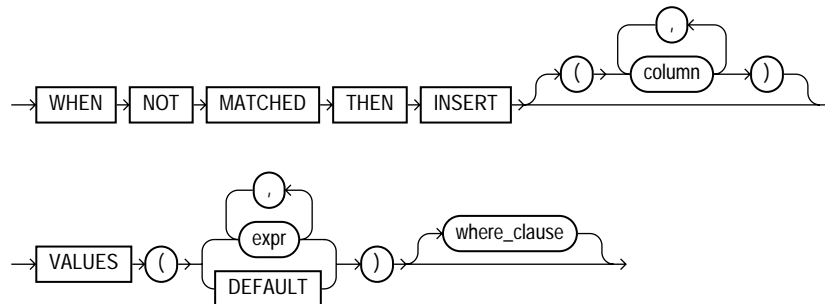 ,
( column )
WHEN NOT MATCHED THEN INSERT
,
expr where_clause
VALUES ( )
DEFAULT